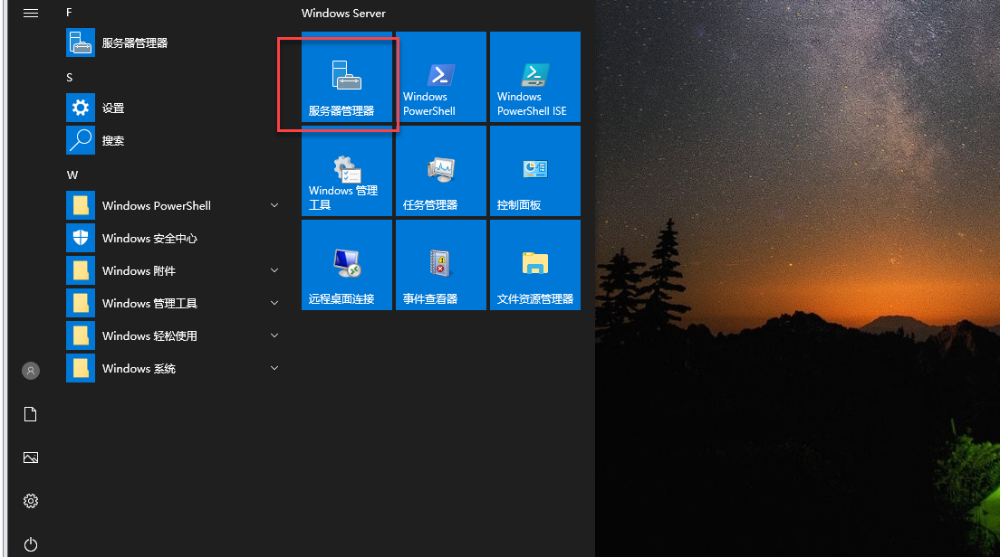 F
服务器管理器
S
设置
搜索
W
Windows PowerShell
Windows 安全中心
Windows 附件
Windows 管理工具
Windows 轻松使用
Windows 系统
Windows Server
服务器管理器
Windows
PowerShell
Windows
PowerShell ISE
Windows 管理
工具
任务管理器
控制面板
远程桌面连接
事件查看器
文件资源管理器